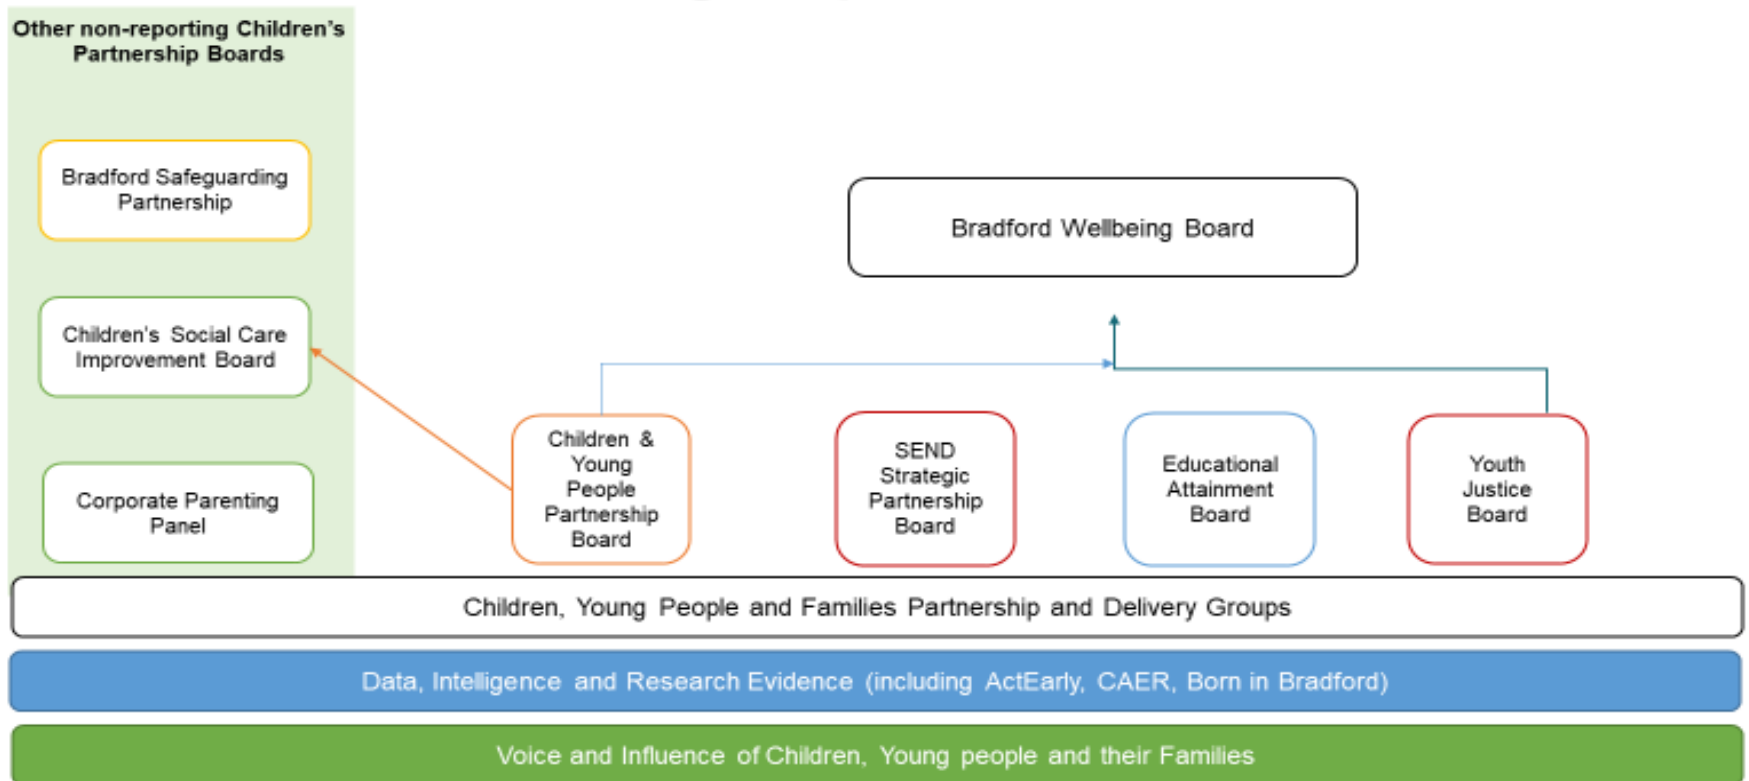 Other non-reporting Children's
Partnership Boards
Bradford Safeguarding
Partnership
Children's Social Care
Improvement Board
Corporate Parenting
Panel
Bradford Wellbeing Board
Children &
Young
People
Partnership
Board
SEND
Strategic
Partnership
Board
Educational
Attainment
Board
Youth
Justice
Board
Children, Young People and Families Partnership and Delivery Groups
Data, Intelligence and Research Evidence (including ActEarly, CAER, Born in Bradford)
Voice and Influence of Children, Young people and their Families